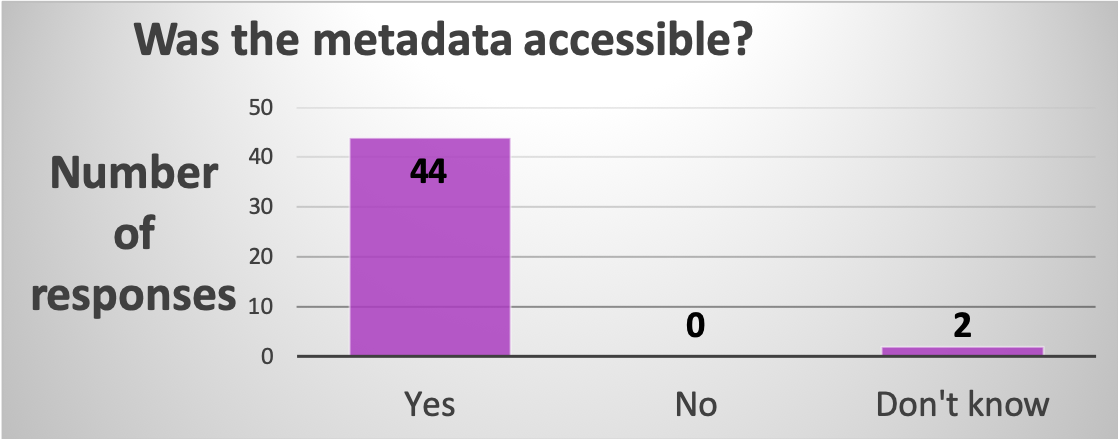 Was the metadata accessible?
Number
of
responses
50
40
30
20
10
0
44
0
2
Yes
No
Don't know